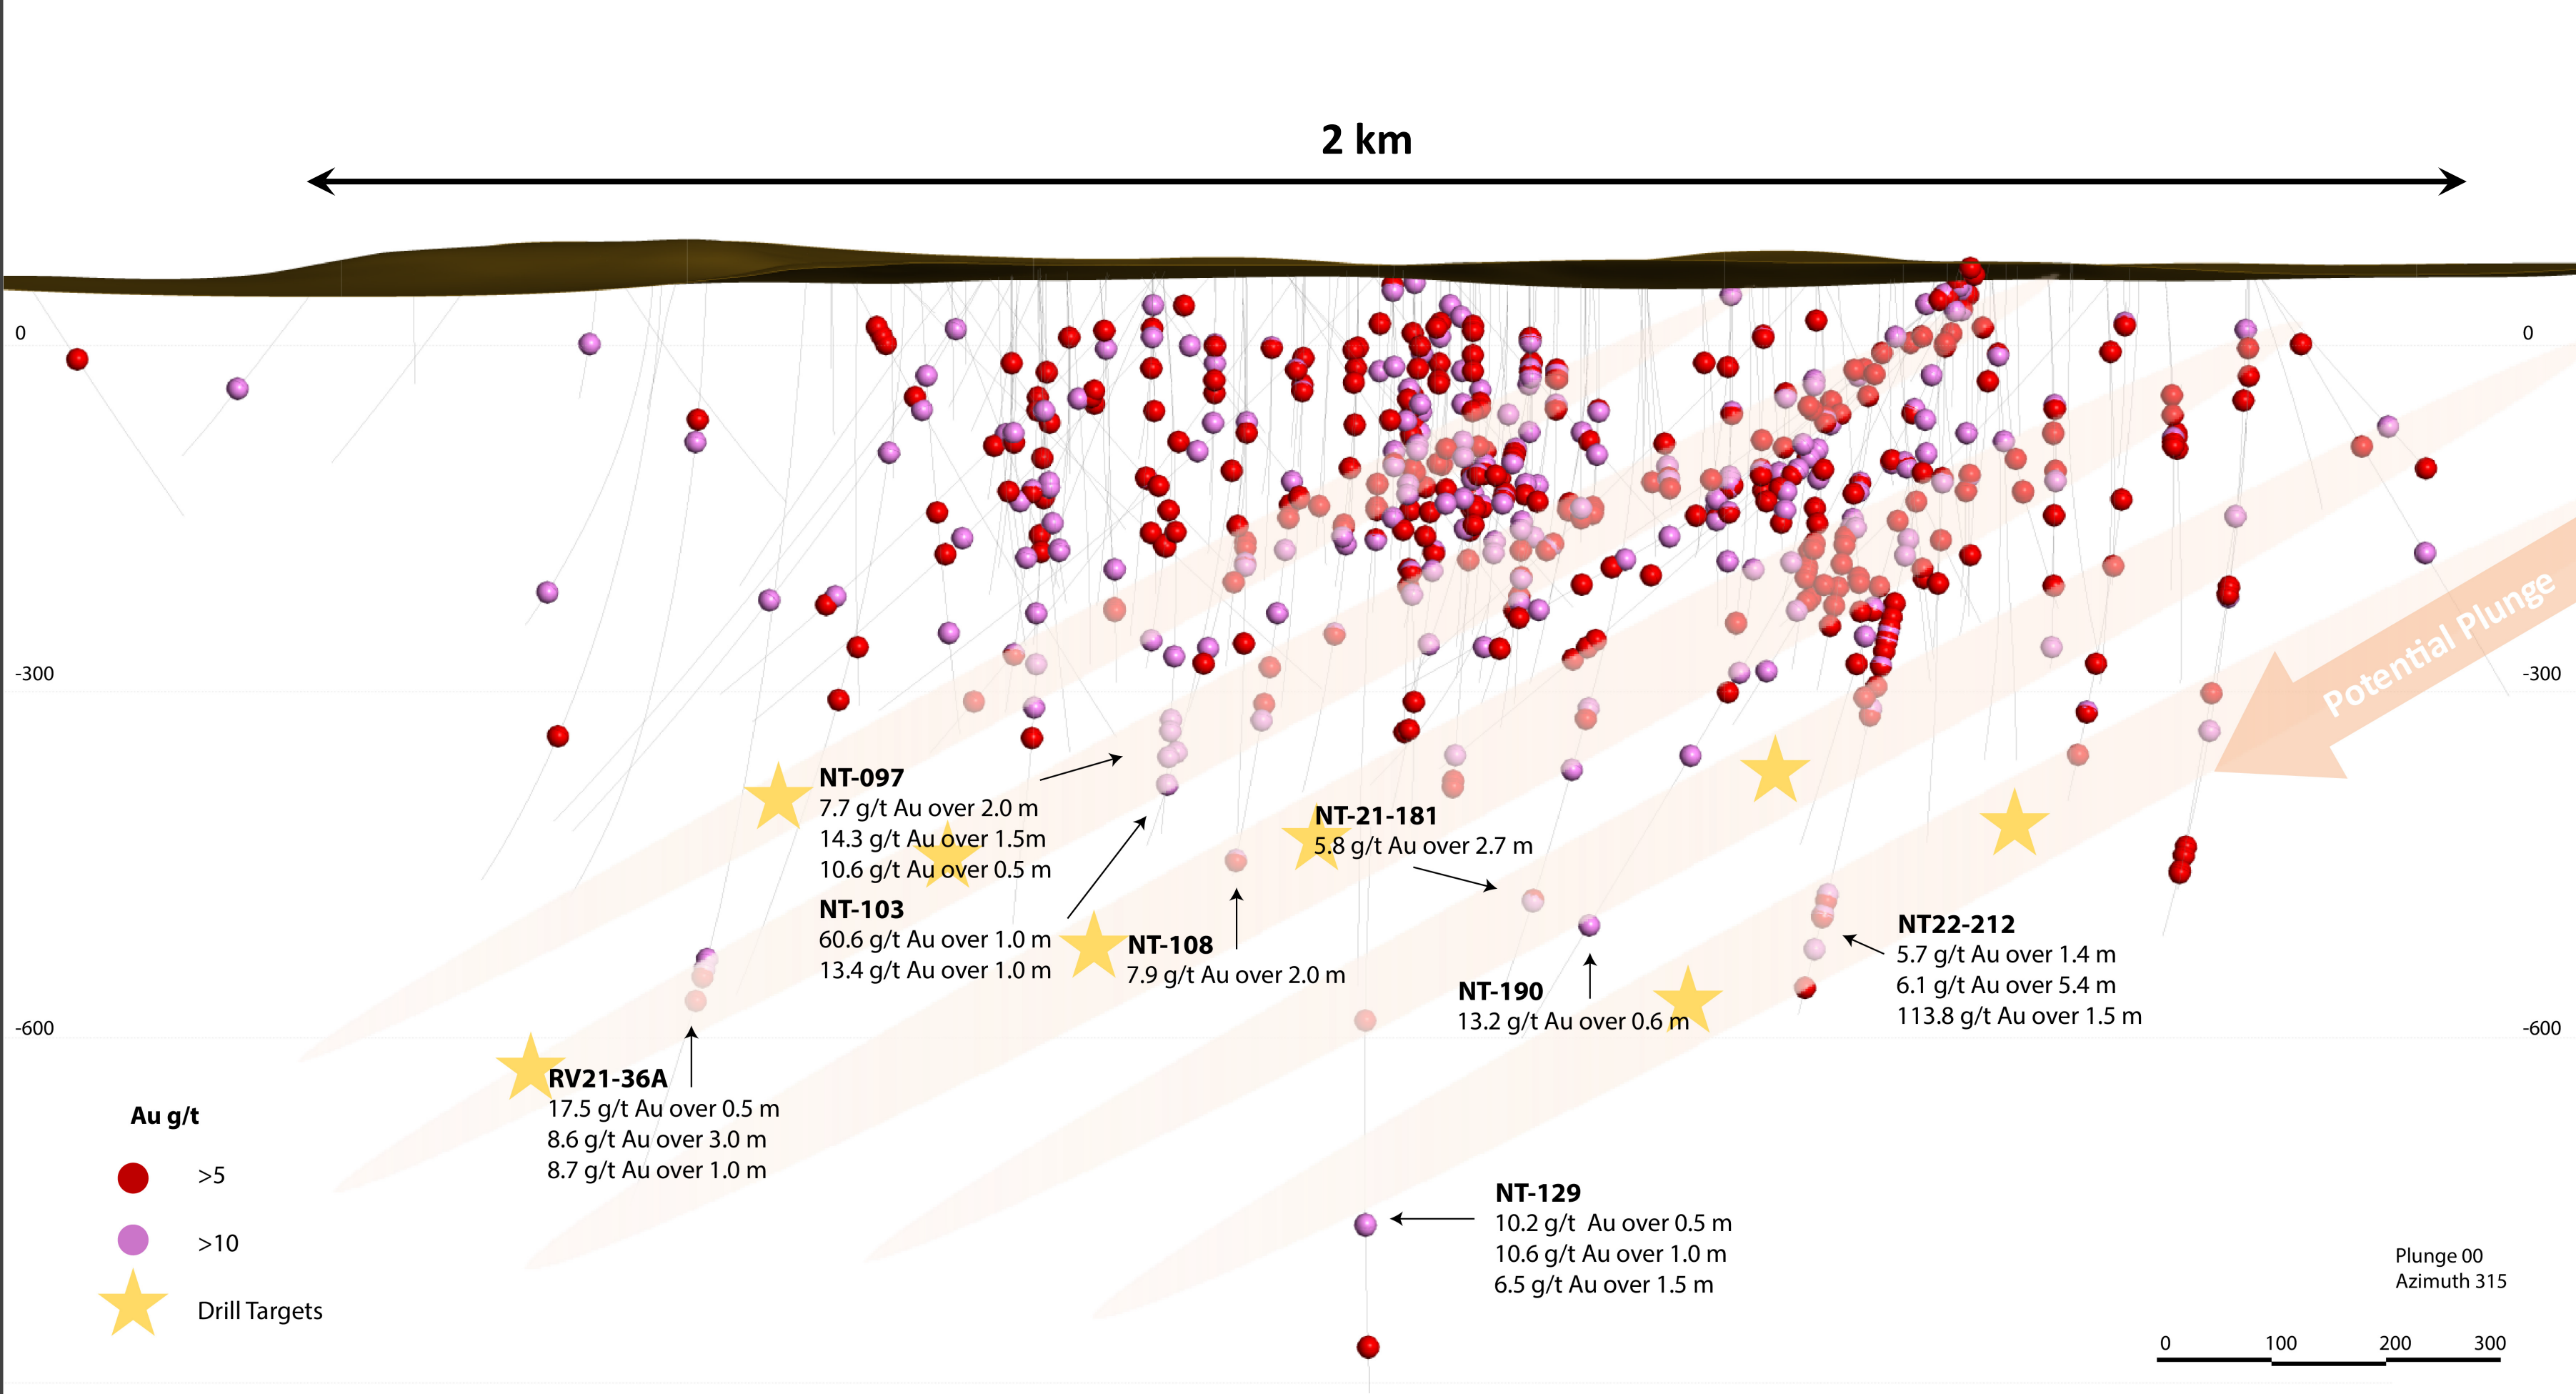 2 km
0
0
-300
-300
Potential Plunge
NT-097
7.7 g/t Au over 2.0 m
14.3 g/t Au over 1.5m
10.6 g/t Au over 0.5 m
NT-21-181
5.8 g/t Au over 2.7 m
NT-103
60.6 g/t Au over 1.0 m
13.4 g/t Au over 1.0 m
NT-108
7.9 g/t Au over 2.0 m
NT22-212
5.7 g/t Au over 1.4 m
6.1 g/t Au over 5.4 m
113.8 g/t Au over 1.5 m
NT-190
13.2 g/t Au over 0.6 m
-600
-600
RV21-36A
17.5 g/t Au over 0.5 m
8.6 g/t Au over 3.0 m
8.7 g/t Au over 1.0 m
Au g/t
>5
>10
Drill Targets
NT-129
10.2 g/t  Au over 0.5 m
10.6 g/t Au over 1.0 m
6.5 g/t Au over 1.5 m
Plunge 00
Azimuth 315
0 100 200 300